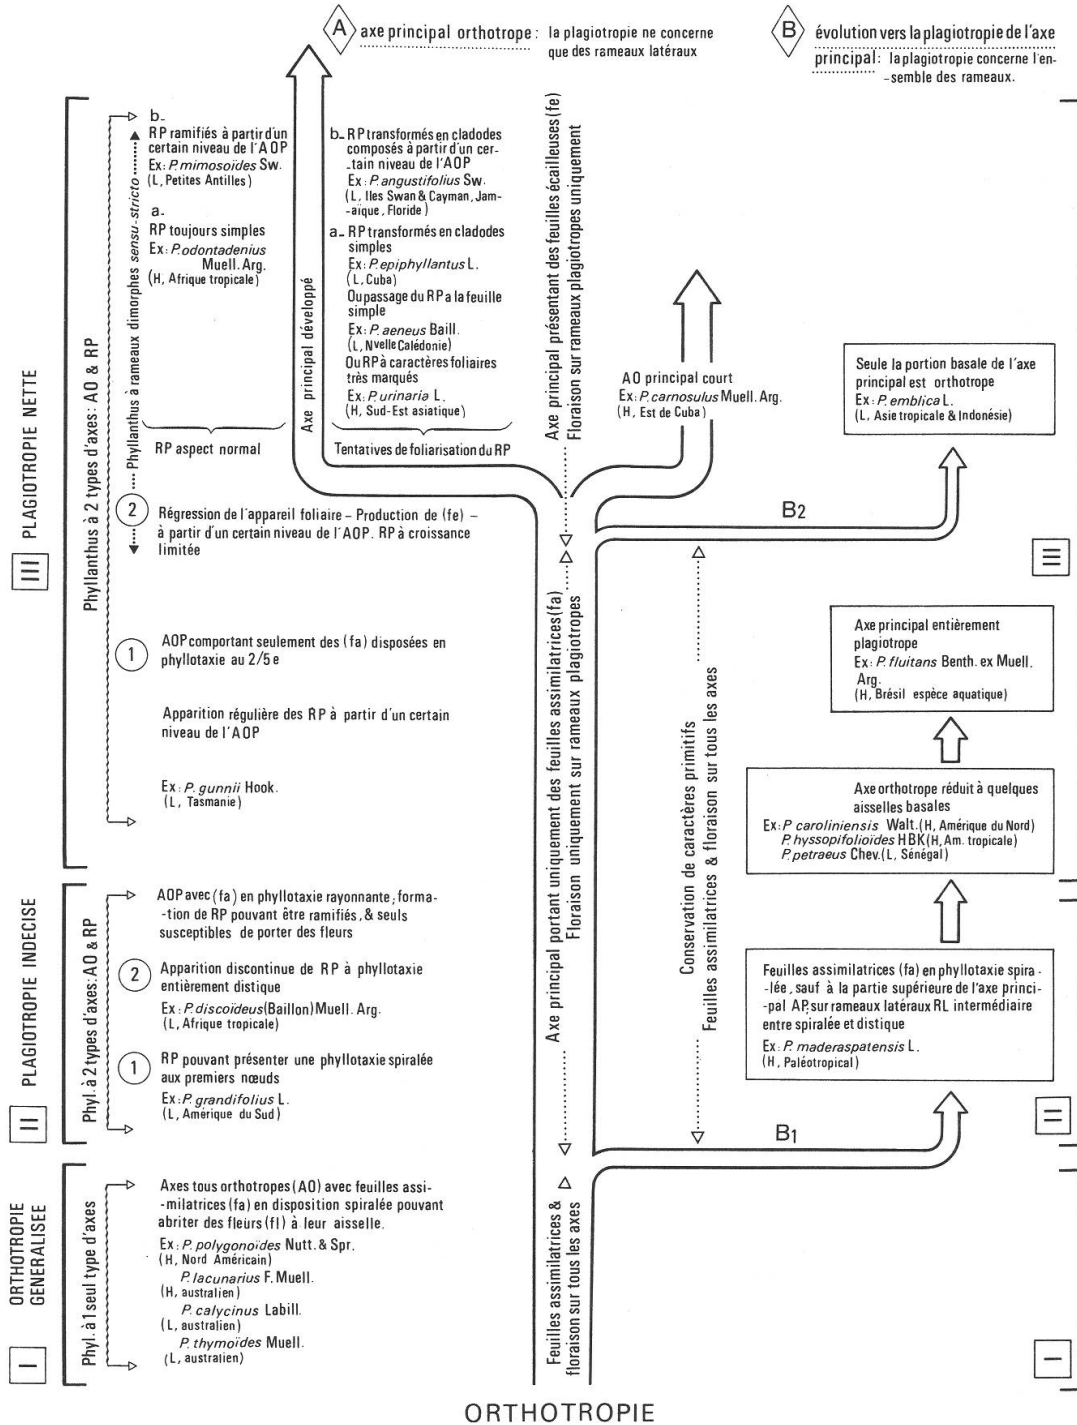 A axe principal orthotrope: la plagiotropie ne concerne
que des rameaux latéraux
B évolution vers la plagiotropie de l'axe
principal: la plagiotropie concerne l'en-
-semble des rameaux.
III PLAGIOTROPIE NETTE
Phyllanthus à 2 types d'axes: AO & RP
Phyllanthus à rameaux dimorphes sensu-stricto
b-
RP ramifiés à partir d'un
certain niveau de l'AOP
Ex: P. mimosoïdes Sw.
(L, Petites Antilles)
a-
RP toujours simples
Ex: P. odontadenius
Muell. Arg.
(H, Afrique tropicale)
RP aspect normal
Axe principal développé
b- RP transformés en cladodes
composés à partir d'un cer-
-tain niveau de l'AOP
Ex: P. angustifolius Sw.
(L, Iles Swan & Cayman, Jam-
-aïque, Floride)
a- RP transformés en cladodes
simples
Ex: P. epiphyllantus L.
(L, Cuba)
Ou passage du RP a la feuille
simple
Ex: P. aeneus Baill.
(L, Nvelle Calédonie)
Ou RP à caractères foliaires
très marqués
Ex: P. urinaria L.
(H, Sud-Est asiatique)
Tentatives de foliarisation du RP
Axe principal présentant des feuilles écailleuses (fe)
Floraison sur rameaux plagiotropes uniquement
AO principal court
Ex: P. carnosulus Muell. Arg.
(H, Est de Cuba)
Seule la portion basale de l'axe
principal est orthotrope
Ex: P. emblica L.
(L, Asie tropicale & Indonésie)
B2
III
2 Régression de l'appareil foliaire – Production de (fe) –
à partir d'un certain niveau de l'AOP. RP à croissance
limitée
1 AOP comportant seulement des (fa) disposées en
phyllotaxie au 2/5e
Apparition régulière des RP à partir d'un certain
niveau de l'AOP
Ex: P. gunnii Hook.
(L, Tasmanie)
Axe principal portant uniquement des feuilles assimilatrices (fa)
Floraison uniquement sur rameaux plagiotropes
Conservation de caractères primitifs
Feuilles assimilatrices & floraison sur tous les axes
Axe principal entièrement
plagiotrope
Ex: P. fluitans Benth. ex Muell.
Arg.
(H, Brésil espèce aquatique)
Axe orthotrope réduit à quelques
aisselles basales
Ex: P. caroliniensis Walt. (H, Amérique du Nord)
P. hyssopifolioïdes HBK (H, Am. tropicale)
P. petraeus Chev. (L, Sénégal)
II PLAGIOTROPIE INDECISE
Phyl. à 2 types d'axes: AO & RP
AOP avec (fa) en phyllotaxie rayonnante; forma-
-tion de RP pouvant être ramifiés, & seuls
susceptibles de porter des fleurs
2 Apparition discontinue de RP à phyllotaxie
entièrement distique
Ex: P. discoïdeus (Baillon) Muell. Arg.
(L, Afrique tropicale)
1 RP pouvant présenter une phyllotaxie spiralée
aux premiers nœuds
Ex: P. grandifolius L.
(L, Amérique du Sud)
Feuilles assimilatrices (fa) en phyllotaxie spira-
-lée, sauf à la partie supérieure de l'axe princi-
-pal AP, sur rameaux latéraux RL intermédiaire
entre spiralée et distique
Ex: P. maderaspatensis L.
(H, Paléotropical)
B1
II
I ORTHOTROPIE
GENERALISEE
Phyl. à 1 seul type d'axes
Axes tous orthotropes (AO) avec feuilles assi-
-milatrices (fa) en disposition spiralée pouvant
abriter des fleurs (fl) à leur aisselle.
Ex: P. polygonoïdes Nutt. & Spr.
(H, Nord Américain)
P. lacunarius F. Muell.
(H, australien)
P. calycinus Labill.
(L, australien)
P. thymoïdes Muell.
(L, australien)
Feuilles assimilatrices &
floraison sur tous les axes
I
ORTHOTROPIE